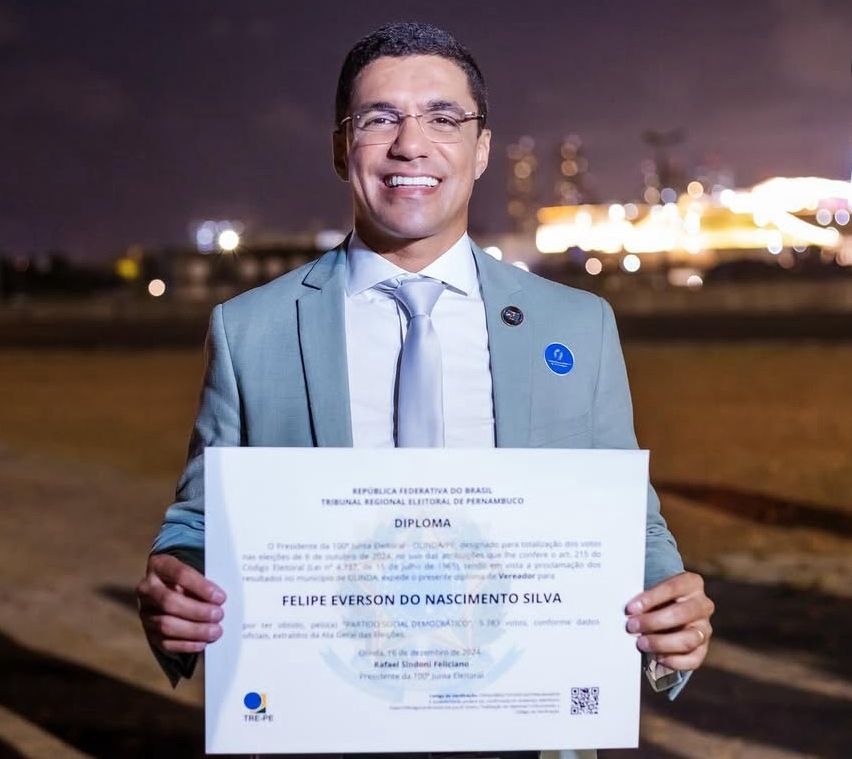 REPÚBLICA FEDERATIVA DO BRASIL
TRIBUNAL REGIONAL ELEITORAL DE PERNAMBUCO
DIPLOMA
O Presidente da 100ª Junta Eleitoral - OLINDA/PE, designado para totalização dos votos
nas eleições de 6 de outubro de 2024, no uso das atribuições que lhe confere o art. 215 do
Código Eleitoral (Lei nº 4.737, de 15 de julho de 1965), tendo em vista a proclamação dos
resultados no município de OLINDA, expede o presente diploma de Vereador para
FELIPE EVERSON DO NASCIMENTO SILVA
por ter obtido, pelo(a) "PARTIDO SOCIAL DEMOCRÁTICO", votos, conforme dados
oficiais, extraídos da Ata Geral das Eleições.
Olinda, 16 de dezembro de 2024.
Rafael Sindoni Feliciano
Presidente da 100ª Junta Eleitoral
TRE-PE
Código de Verificação: